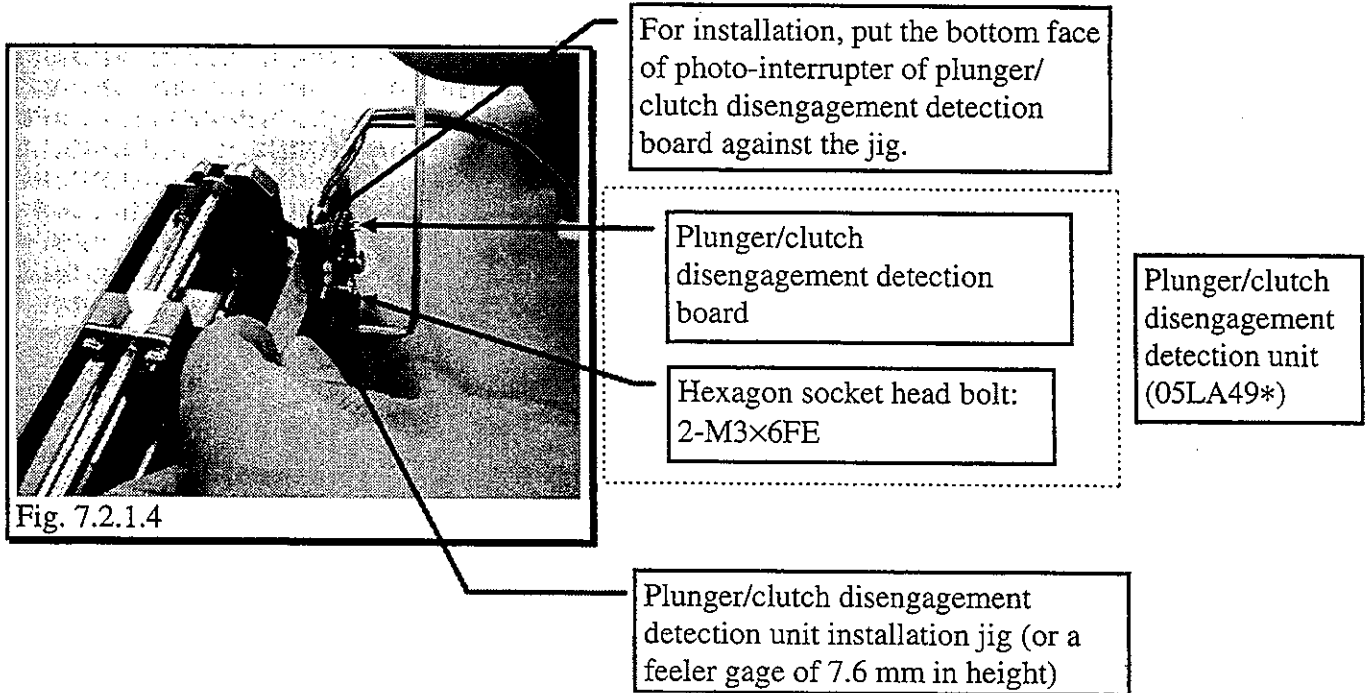 For installation, put the bottom face
of photo-interrupter of plunger/
clutch disengagement detection
board against the jig.
Plunger/clutch
disengagement detection
board
Plunger/clutch
disengagement
detection unit
(05LA49*)
Hexagon socket head bolt:
2-M3×6FE
Fig. 7.2.1.4
Plunger/clutch disengagement
detection unit installation jig (or a
feeler gage of 7.6 mm in height)